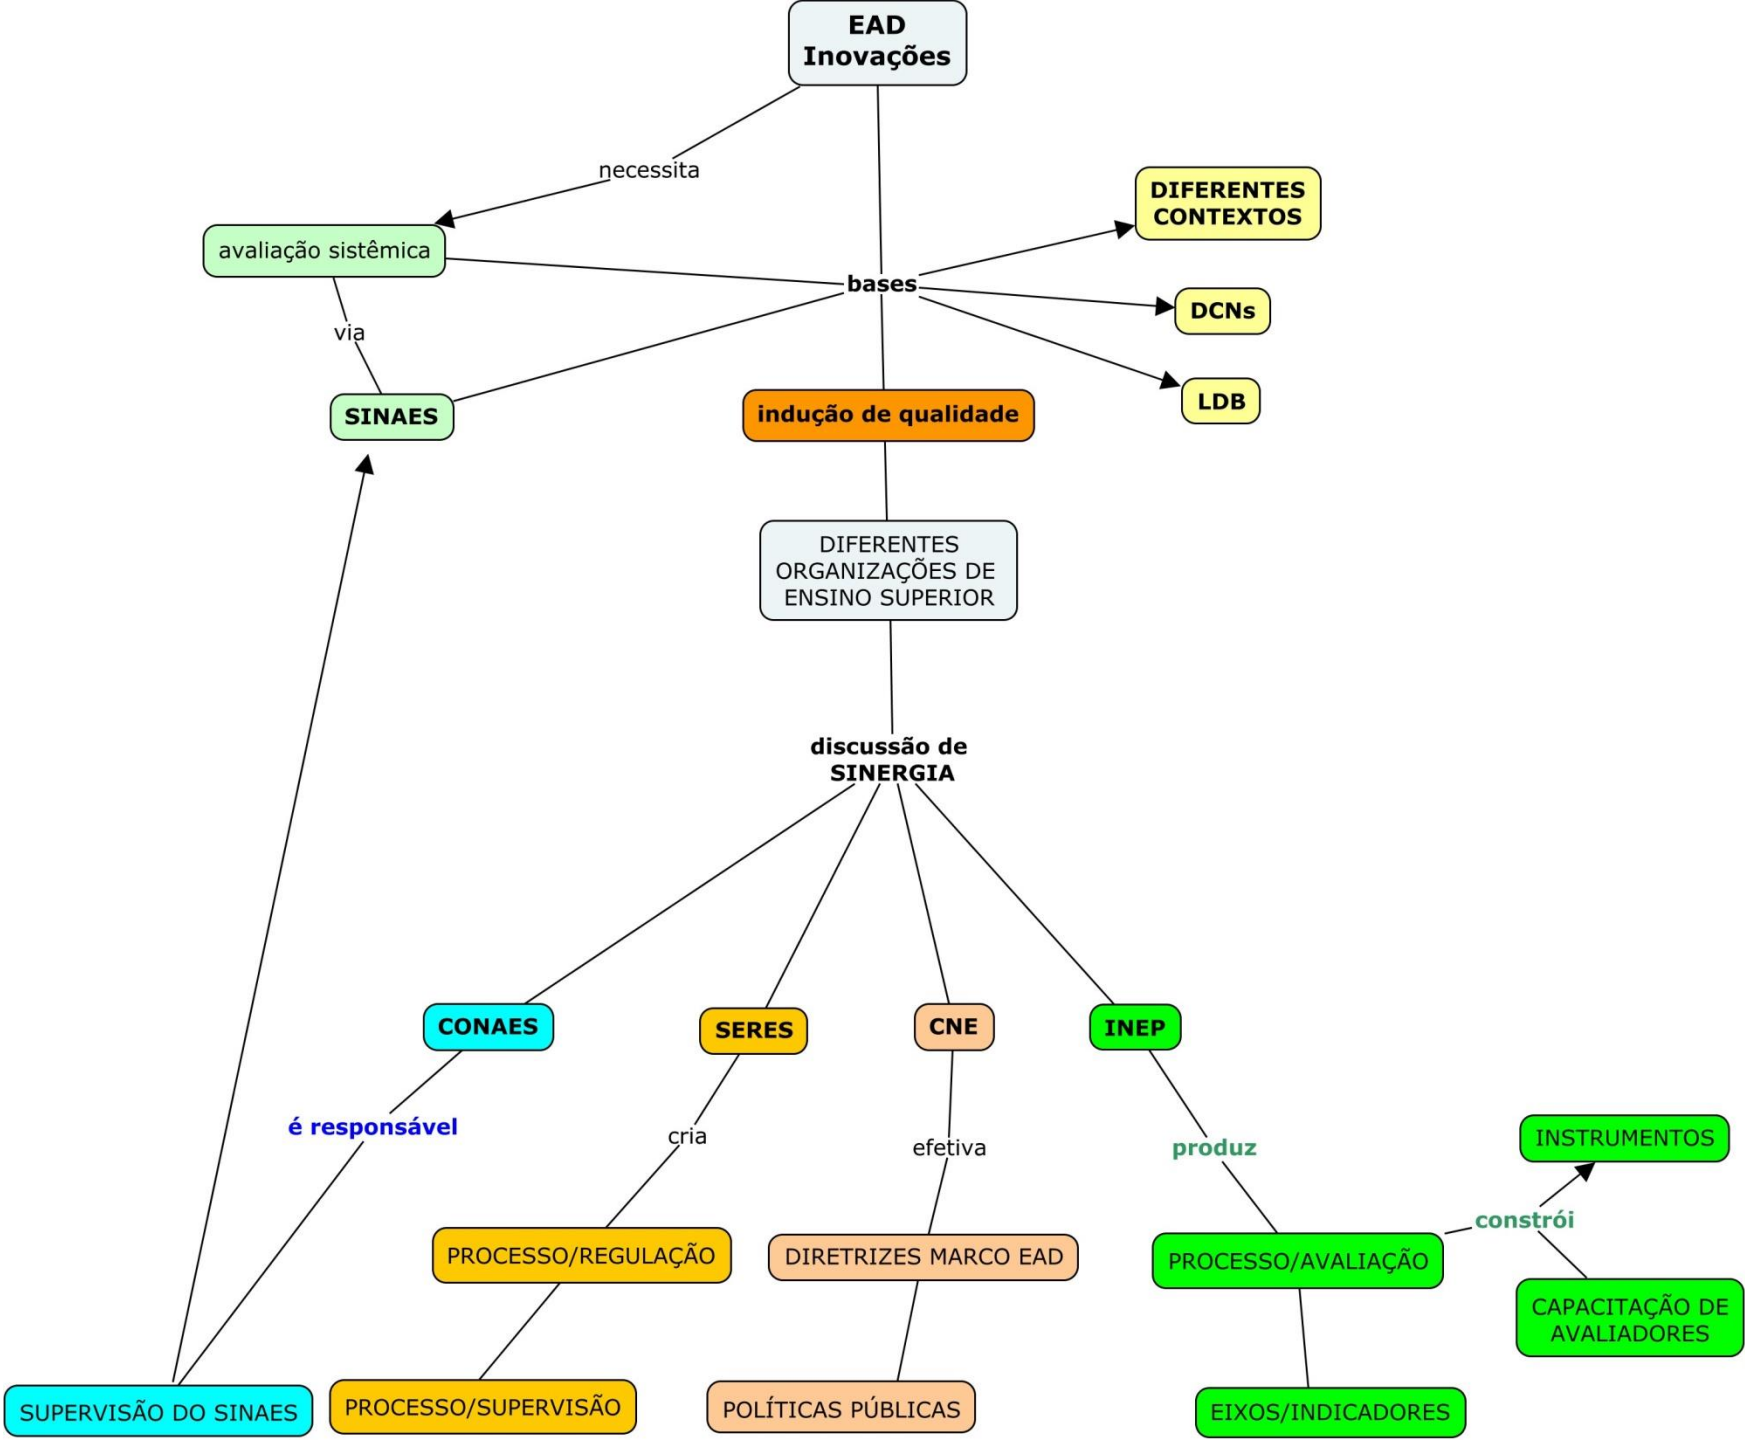 EAD
Inovações
necessita
DIFERENTES
CONTEXTOS
avaliação sistêmica
bases
DCNs
via
LDB
SINAES
indução de qualidade
DIFERENTES
ORGANIZAÇÕES DE
ENSINO SUPERIOR
discussão de
SINERGIA
CONAES
SERES
CNE
INEP
é responsável
cria
efetiva
produz
INSTRUMENTOS
constrói
PROCESSO/REGULAÇÃO
DIRETRIZES MARCO EAD
PROCESSO/AVALIAÇÃO
CAPACITAÇÃO DE
AVALIADORES
SUPERVISÃO DO SINAES
PROCESSO/SUPERVISÃO
POLÍTICAS PÚBLICAS
EIXOS/INDICADORES